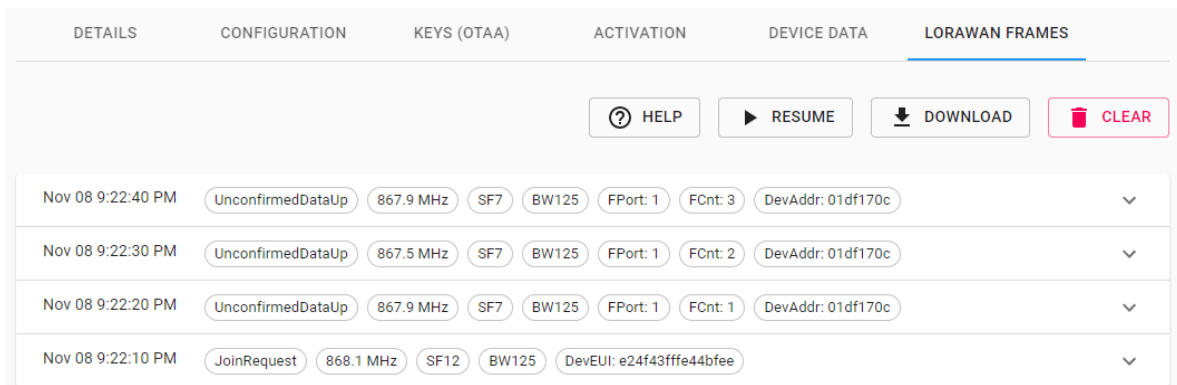 DETAILS CONFIGURATION KEYS (OTAA) ACTIVATION DEVICE DATA LORAWAN FRAMES
HELP RESUME DOWNLOAD CLEAR
Nov 08 9:22:40 PM UnconfirmedDataUp 867.9 MHz SF7 BW125 FPort: 1 FCnt: 3 DevAddr: 01df170c
Nov 08 9:22:30 PM UnconfirmedDataUp 867.5 MHz SF7 BW125 FPort: 1 FCnt: 2 DevAddr: 01df170c
Nov 08 9:22:20 PM UnconfirmedDataUp 867.9 MHz SF7 BW125 FPort: 1 FCnt: 1 DevAddr: 01df170c
Nov 08 9:22:10 PM JoinRequest 868.1 MHz SF12 BW125 DevEUI: e24f43fffe44bfee